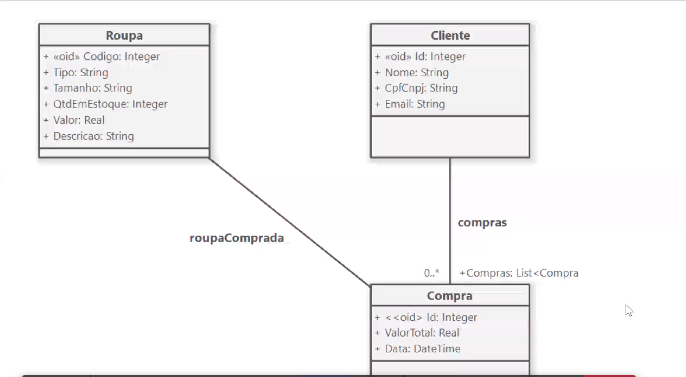 Roupa
+ «oid» Codigo: Integer
+ Tipo: String
+ Tamanho: String
+ QtdEmEstoque: Integer
+ Valor: Real
+ Descricao: String
Cliente
+ «oid» Id: Integer
+ Nome: String
+ CpfCnpj: String
+ Email: String
roupaComprada
compras
0..* +Compras: List<Compra
Compra
+ <<oid> Id: Integer
+ ValorTotal: Real
+ Data: DateTime